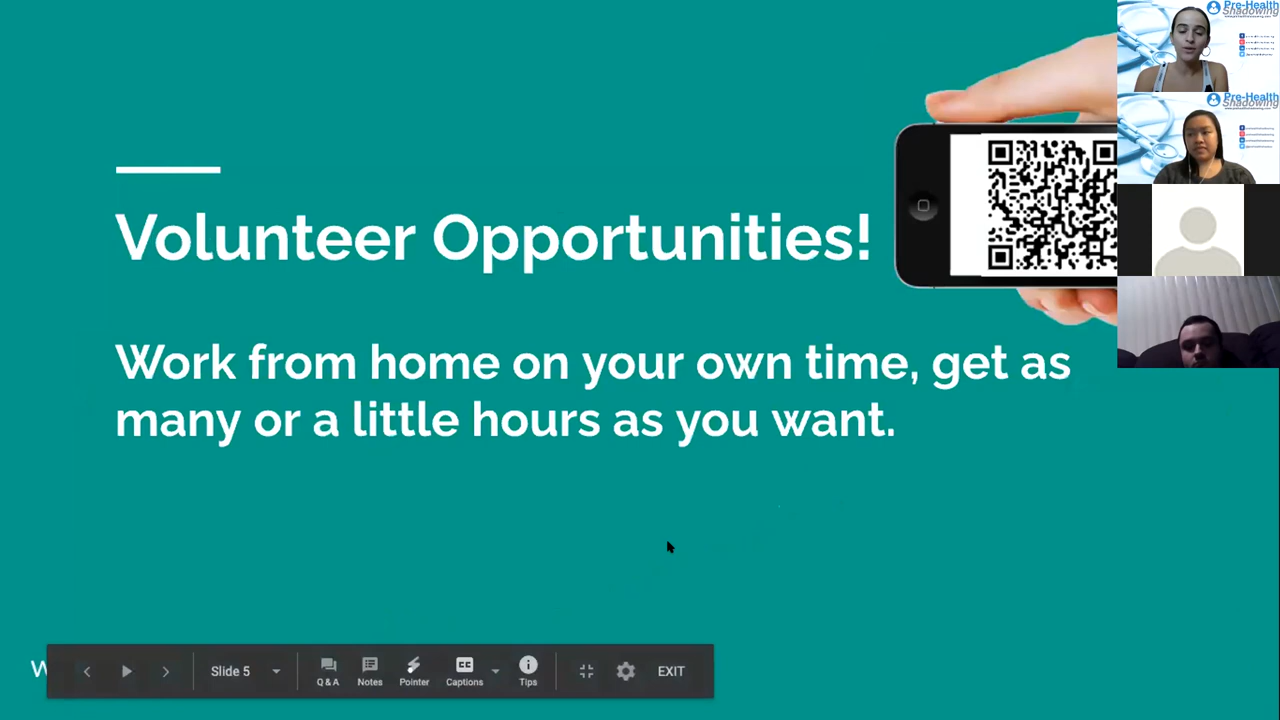 Volunteer Opportunities!
Work from home on your own time, get as
many or a little hours as you want.
Pre-Health
Shadowing
Pre-Health
Shadowing
W
Slide 5
Q & A
Notes
Pointer
CC
Captions
Tips
EXIT